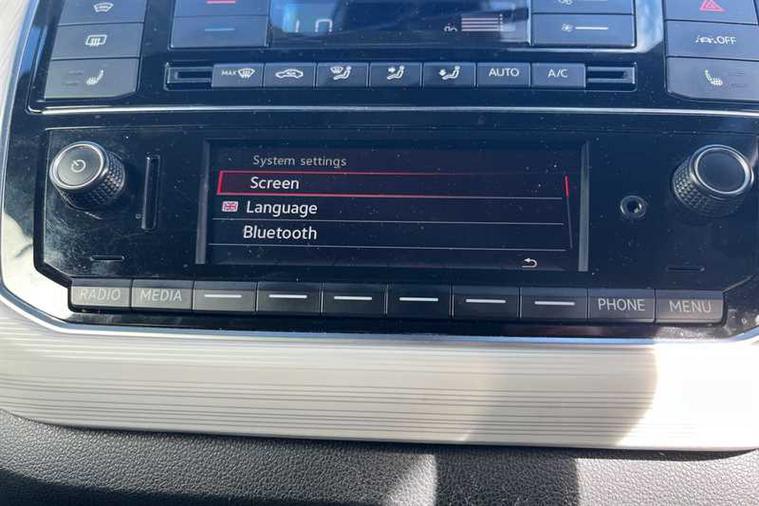 MAX
AUTO
A/C
OFF
System settings
Screen
Language
Bluetooth
RADIO
MEDIA
PHONE
MENU